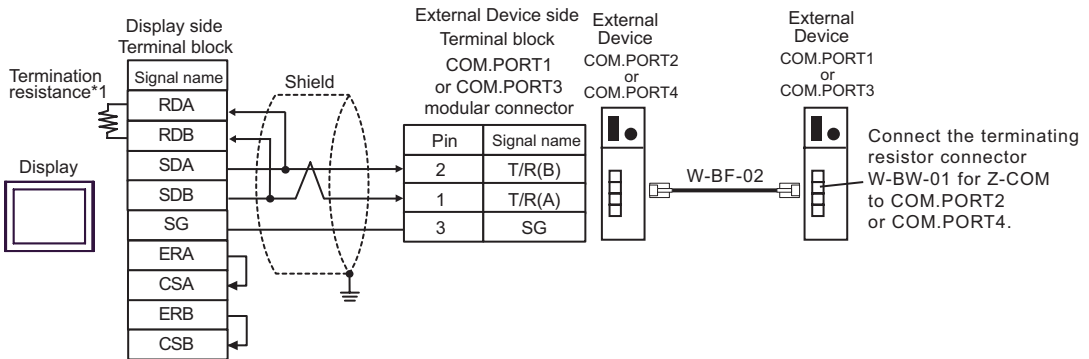 Display side
Terminal block
Termination
resistance*1
Display
Signal name
RDA
RDB
SDA
SDB
SG
ERA
CSA
ERB
CSB
Shield
External Device side
Terminal block
COM.PORT1
or COM.PORT3
modular connector
Pin Signal name
2 T/R(B)
1 T/R(A)
3 SG
External
Device
COM.PORT2
or
COM.PORT4
W-BF-02
External
Device
COM.PORT1
or
COM.PORT3
Connect the terminating
resistor connector
W-BW-01 for Z-COM
to COM.PORT2
or COM.PORT4.